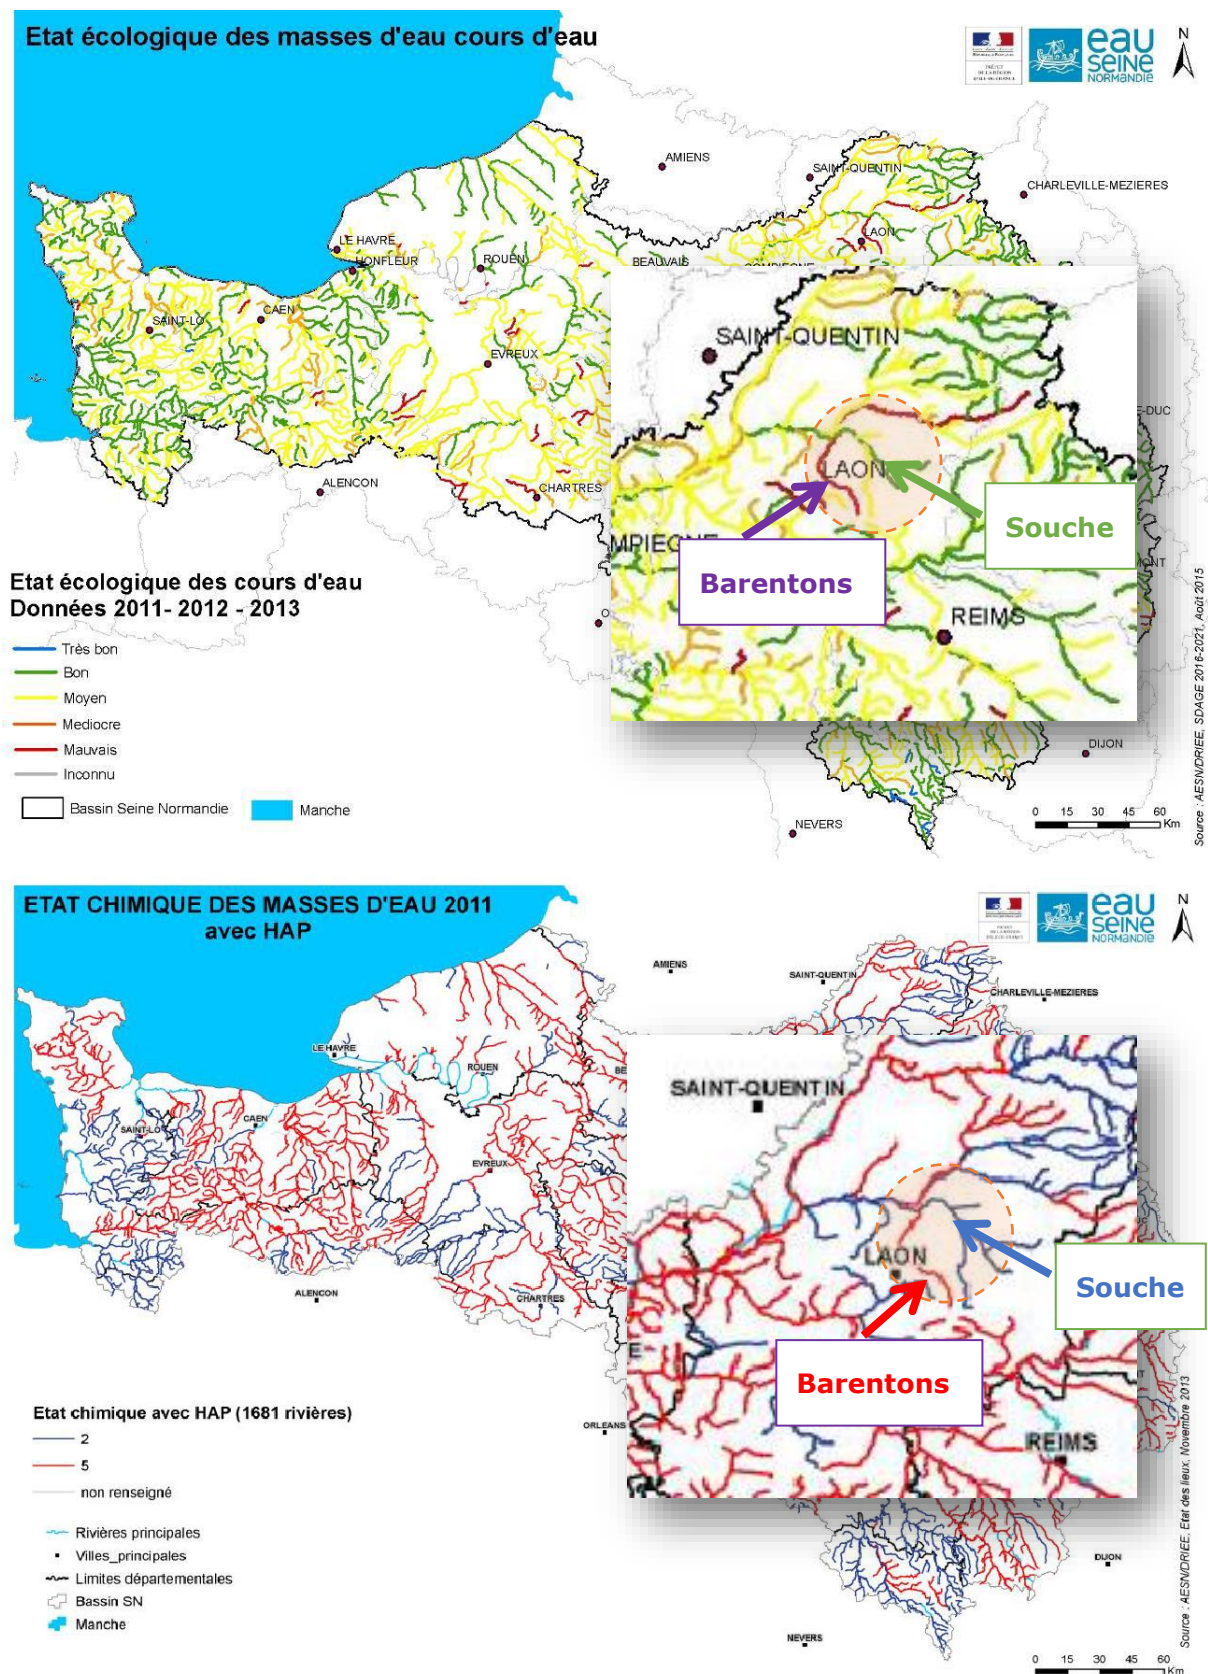 Etat écologique des masses d'eau cours d'eau
eau
SEINE
NORMANDIE
N
AMIENS
SAINT-QUENTIN
CHARLEVILLE-MEZIERES
LAON
LE HAVRE
HONFLEUR
ROUEN
BEAUVAIS
SAINT-LO
CAEN
EVREUX
ALENCON
CHARTRES
SAINT-QUENTIN
LAON
Souche
Barentons
REIMS
E-DUC
MONT
Etat écologique des cours d'eau
Données 2011- 2012 - 2013
Très bon
Bon
Moyen
Mediocre
Mauvais
Inconnu
Bassin Seine Normandie
Manche
DIJON
NEVERS
0 15 30 45 60
Km
Source : AESN/DRIEE, SDAGE 2016-2021, Août 2015
ETAT CHIMIQUE DES MASSES D'EAU 2011
avec HAP
eau
SEINE
NORMANDIE
N
AMIENS
SAINT-QUENTIN
CHARLEVILLE-MEZIERES
LE HAVRE
ROUEN
BE
CAEN
SAINT-LO
EVREUX
ALENCON
CHARTRES
SAINT-QUENTIN
LAON
Souche
Barentons
REIMS
ORLEANS
Etat chimique avec HAP (1681 rivières)
2
5
non renseigné
Rivières principales
Villes_principales
Limites départementales
Bassin SN
Manche
DIJON
NEVERS
0 15 30 45 60
Km
Source : AESN/DRIEE, Etat des lieux, Novembre 2013